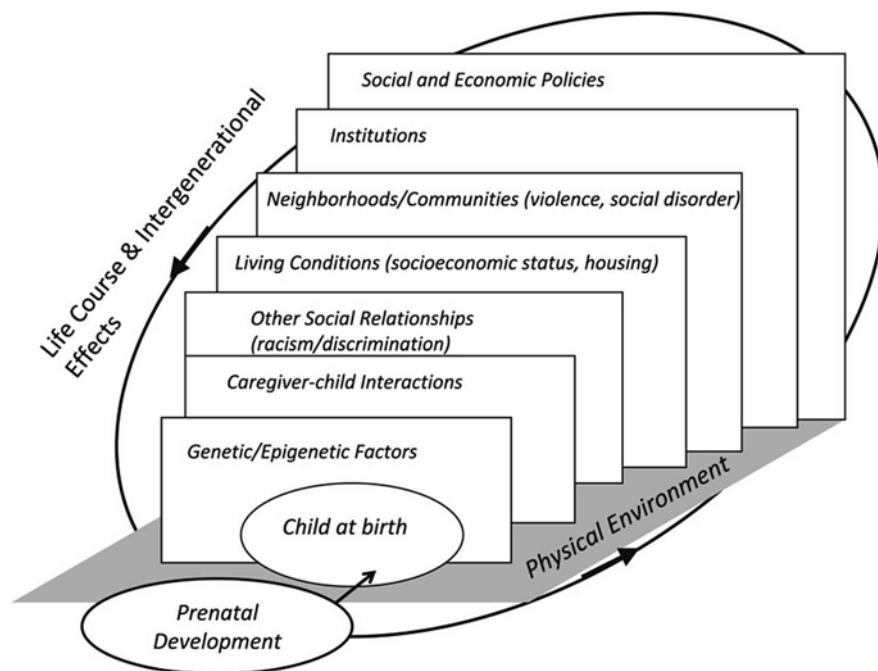 Social and Economic Policies
Institutions
Neighborhoods/Communities (violence, social disorder)
Living Conditions (socioeconomic status, housing)
Other Social Relationships
(racism/discrimination)
Caregiver-child Interactions
Genetic/Epigenetic Factors
Child at birth
Prenatal
Development
Life Course & Intergenerational
Effects
Physical Environment